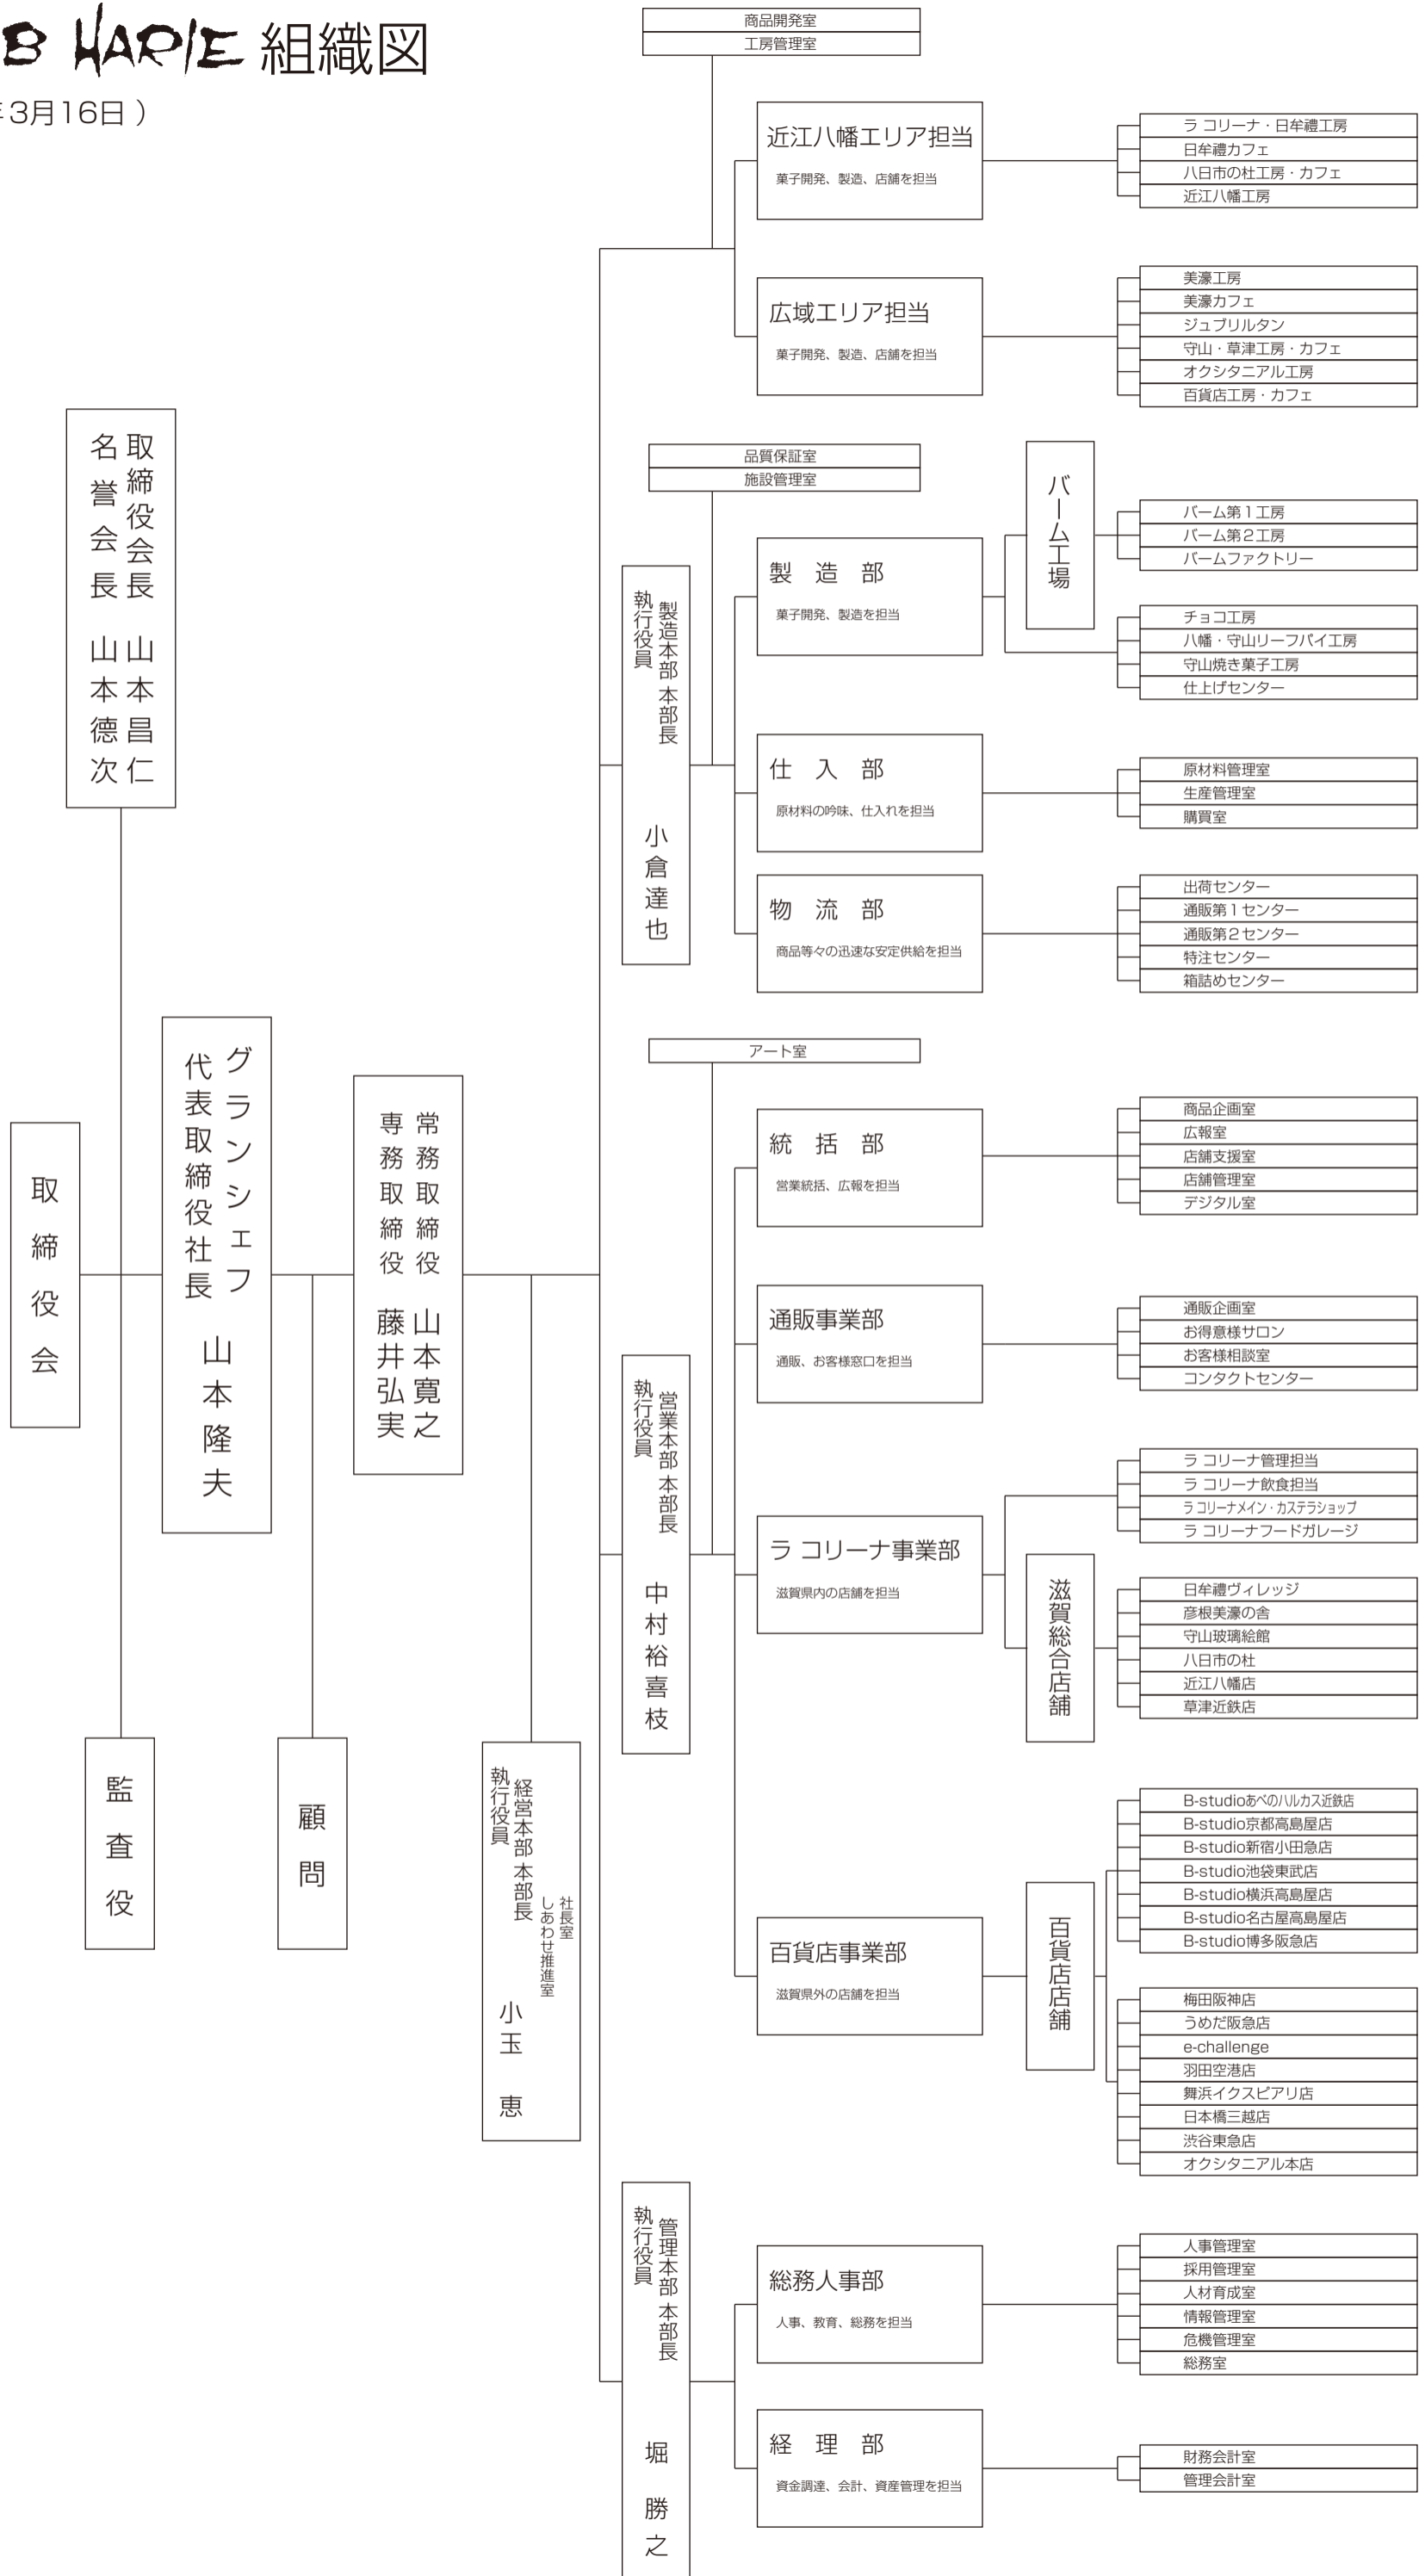 B HARIE 組織図
年3月16日 ）
商品開発室
工房管理室
近江八幡エリア担当
菓子開発、製造、店舗を担当
ラ コリーナ・日牟禮工房
日牟禮カフェ
八日市の杜工房・カフェ
近江八幡工房
広域エリア担当
菓子開発、製造、店舗を担当
美濠工房
美濠カフェ
ジュブリルタン
守山・草津工房・カフェ
オクシタニアル工房
百貨店工房・カフェ
取締役会長 山本昌仁
名誉会長 山本德次
取締役会
グランシェフ
代表取締役社長 山本隆夫
常務取締役 山本寛之
専務取締役 藤井弘実
監査役
顧問
経営本部 本部長
執行役員
社長室
しあわせ推進室
小玉 恵
品質保証室
施設管理室
製造本部 本部長
執行役員
小倉達也
製 造 部
菓子開発、製造を担当
バーム工場
バーム第１工房
バーム第２工房
バームファクトリー
チョコ工房
八幡・守山リーフパイ工房
守山焼き菓子工房
仕上げセンター
仕 入 部
原材料の吟味、仕入れを担当
原材料管理室
生産管理室
購買室
物 流 部
商品等々の迅速な安定供給を担当
出荷センター
通販第１センター
通販第２センター
特注センター
箱詰めセンター
アート室
営業本部 本部長
執行役員
中村裕喜枝
統 括 部
営業統括、広報を担当
商品企画室
広報室
店舗支援室
店舗管理室
デジタル室
通販事業部
通販、お客様窓口を担当
通販企画室
お得意様サロン
お客様相談室
コンタクトセンター
ラ コリーナ事業部
滋賀県内の店舗を担当
ラ コリーナ管理担当
ラ コリーナ飲食担当
ラ コリーナメイン・カステラショップ
ラ コリーナフードガレージ
滋賀総合店舗
日牟禮ヴィレッジ
彦根美濠の舎
守山玻璃絵館
八日市の杜
近江八幡店
草津近鉄店
百貨店事業部
滋賀県外の店舗を担当
百貨店店舗
B-studioあべのハルカス近鉄店
B-studio京都高島屋店
B-studio新宿小田急店
B-studio池袋東武店
B-studio横浜高島屋店
B-studio名古屋高島屋店
B-studio博多阪急店
梅田阪神店
うめだ阪急店
e-challenge
羽田空港店
舞浜イクスピアリ店
日本橋三越店
渋谷東急店
オクシタニアル本店
管理本部 本部長
執行役員
堀 勝之
総務人事部
人事、教育、総務を担当
人事管理室
採用管理室
人材育成室
情報管理室
危機管理室
総務室
経 理 部
資金調達、会計、資産管理を担当
財務会計室
管理会計室